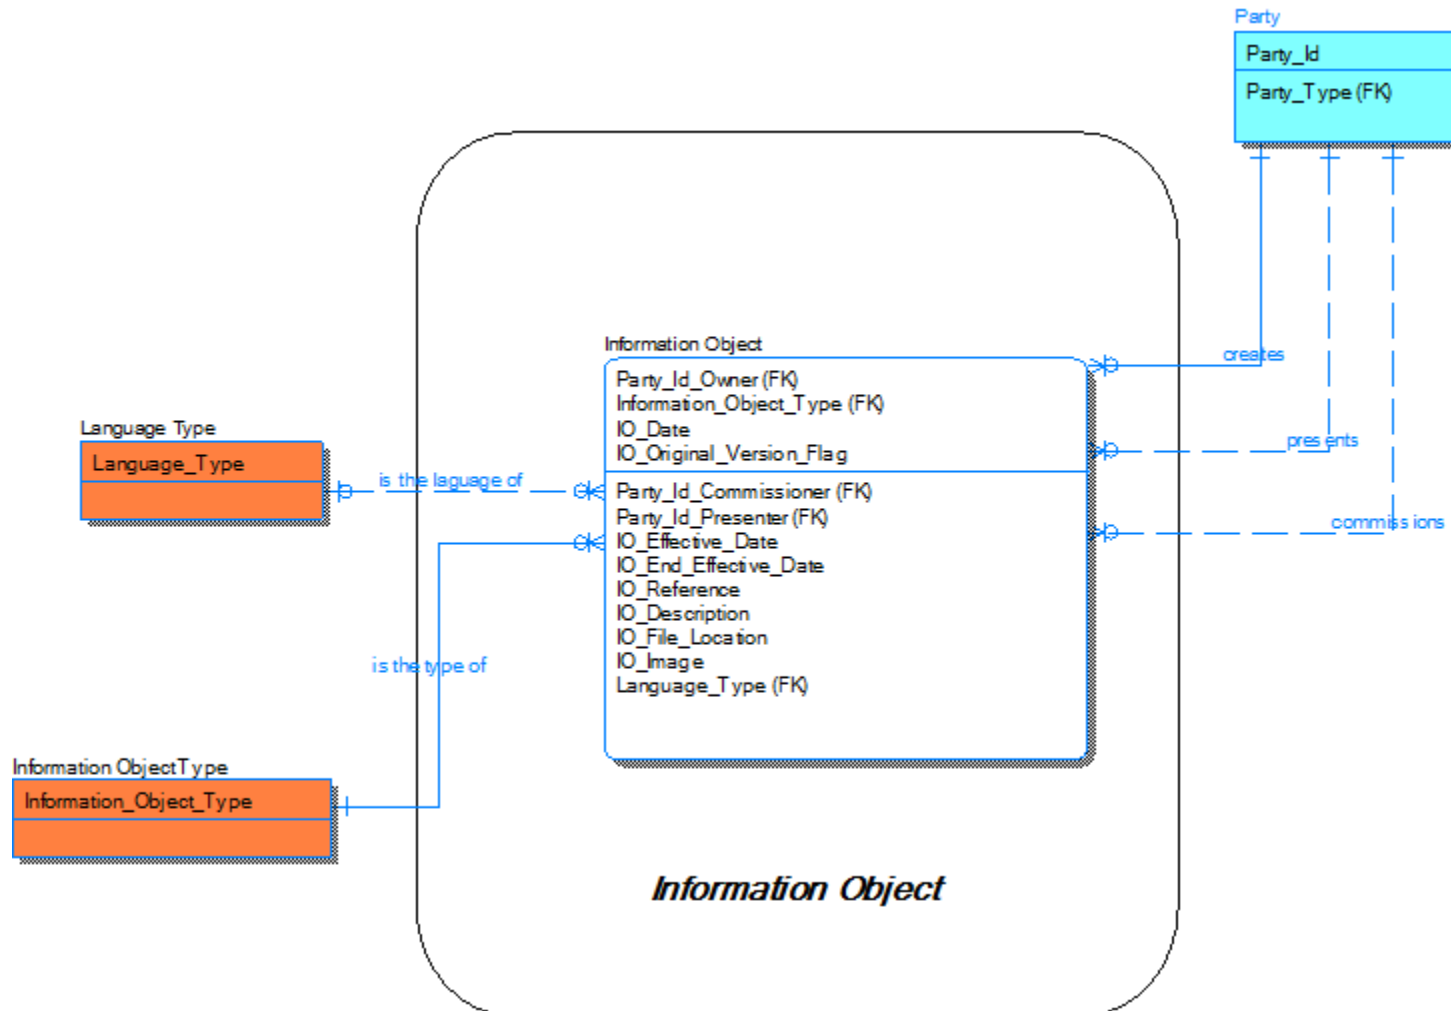 Party
Party_Id
Party_Type (FK)
Information Object
Party_Id_Owner (FK)
Information_Object_Type (FK)
IO_Date
IO_Original_Version_Flag
Party_Id_Commissioner (FK)
Party_Id_Presenter (FK)
IO_Effective_Date
IO_End_Effective_Date
IO_Reference
IO_Description
IO_File_Location
IO_Image
Language_Type (FK)
creates
presents
commissions
Language Type
Language_Type
is the laguage of
is the type of
Information Object Type
Information_Object_Type
Information Object